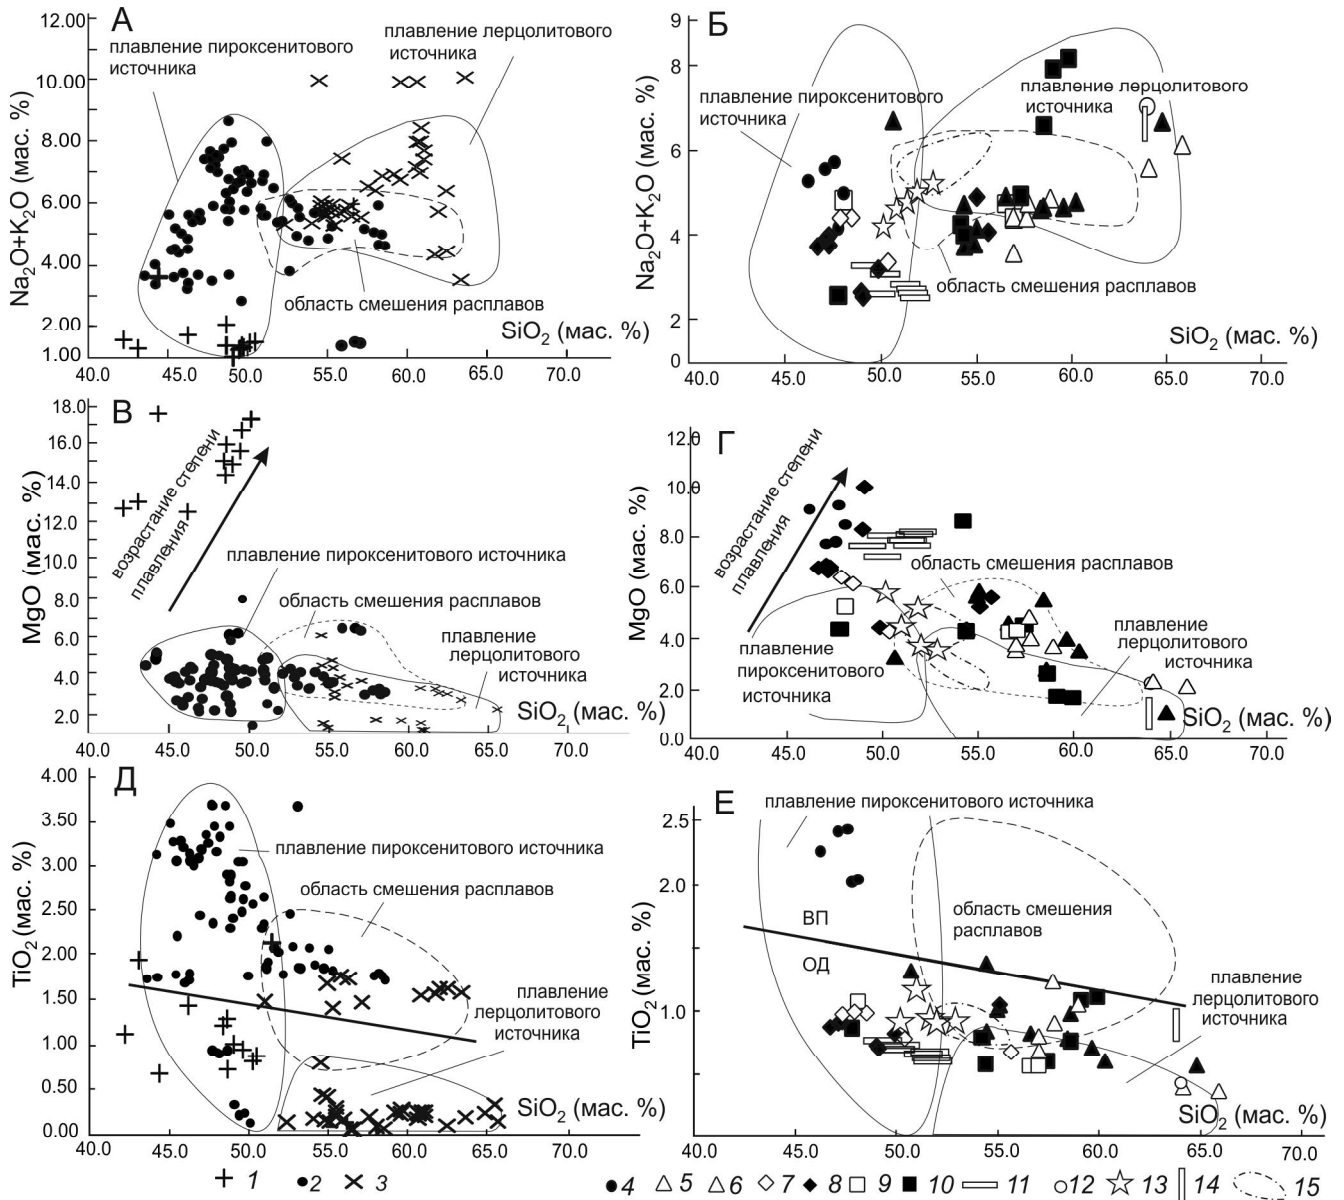 А
12.00
10.00
8.00
6.00
4.00
2.00
1.00
Na2O+K2O (мас. %)
плавление пироксенитового
источника
плавление лерцолитового
источника
область смешения расплавов
SiO2 (мас. %)
40.0 45.0 50.0 55.0 60.0 65.0 70.0
Б
9
8
6
4
2
0
Na2O+K2O (мас. %)
плавление пироксенитового
источника
плавление лерцолитового
источника
область смешения расплавов
SiO2 (мас. %)
45.0 50.0 55.0 60.0 65.0 70.0
В
18.0
16.0
14.0
12.0
8.0
6.0
4.0
2.0
MgO (мас. %)
возрастание степени
плавления
плавление пироксенитового источника
область смешения расплавов
плавление
лерцолитового
источника
SiO2 (мас. %)
40.0 45.0 50.0 55.0 60.0 65.0 70.0
Г
12.0
10.0
8.0
6.0
4.0
2.0
0.0
MgO (мас. %)
возрастание степени
плавления
область смешения расплавов
плавление
лерцолитового
источника
плавление
пироксенитового
источника
SiO2 (мас. %)
45.0 50.0 55.0 60.0 65.0 70.0
Д
4.00
3.50
3.00
2.50
2.00
1.50
1.00
0.50
0.00
TiO2 (мас. %)
плавление пироксенитового источника
область смешения расплавов
плавление
лерцолитового
источника
SiO2 (мас. %)
40.0 45.0 50.0 55.0 60.0 65.0 70.0
Е
2.5
2.0
1.0
0.0
TiO2 (мас. %)
плавление пироксенитового источника
ВП
ОД
область смешения
расплавов
плавление
лерцолитового
источника
SiO2 (мас. %)
45.0 50.0 55.0 60.0 65.0 70.0
1 2 3
4 5 6 7 8 9 10 11 12 13 14 15